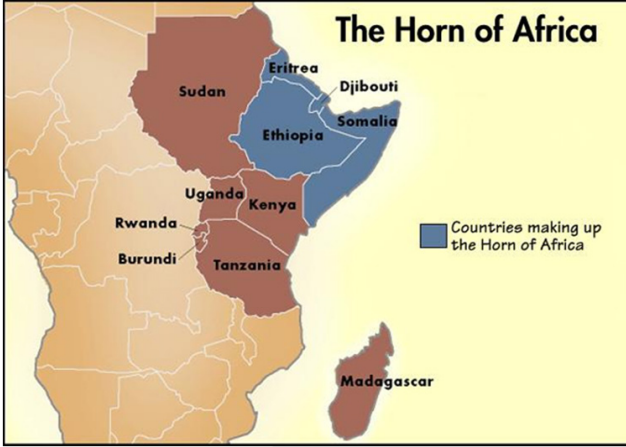 The Horn of Africa
Eritrea
Djibouti
Sudan
Somalia
Ethiopia
Uganda
Kenya
Rwanda
Countries making up
the Horn of Africa
Burundi
Tanzania
Madagascar